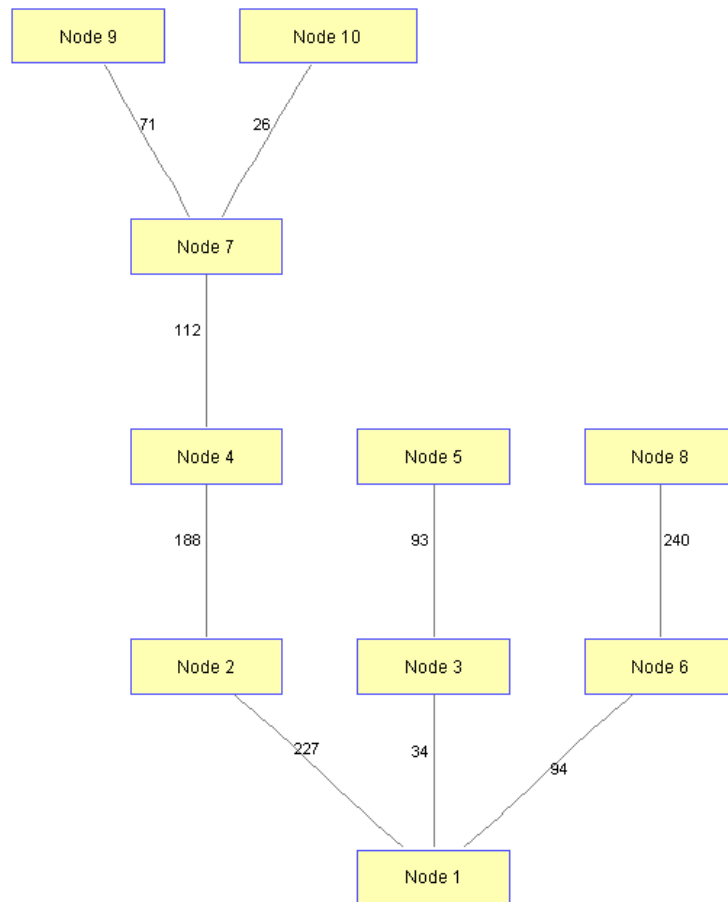 Node 9
Node 10
71
26
Node 7
112
Node 4
Node 5
Node 8
188
93
240
Node 2
Node 3
Node 6
227
34
94
Node 1